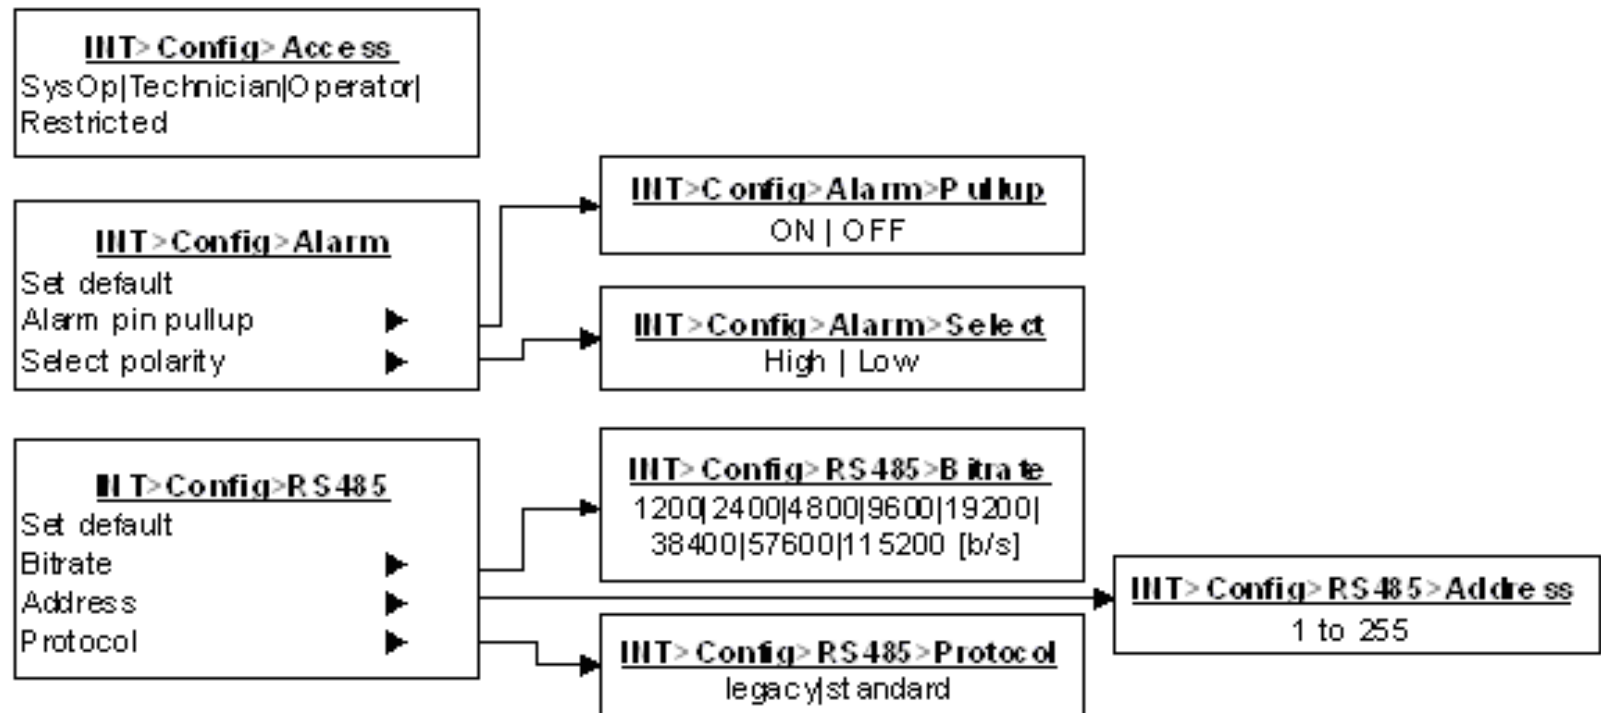 INT>Config>Access
SysOp|Technician|Operator|
Restricted
INT>Config>Alarm
Set default
Alarm pin pullup
Select polarity
INT>Config>Alarm>Pullup
ON | OFF
INT>Config>Alarm>Select
High | Low
INT>Config>RS485
Set default
Bitrate
Address
Protocol
INT>Config>RS485>Bitrate
1200|2400|4800|9600|19200|
38400|57600|115200 [b/s]
INT>Config>RS485>Address
1 to 255
INT>Config>RS485>Protocol
legacy|standard